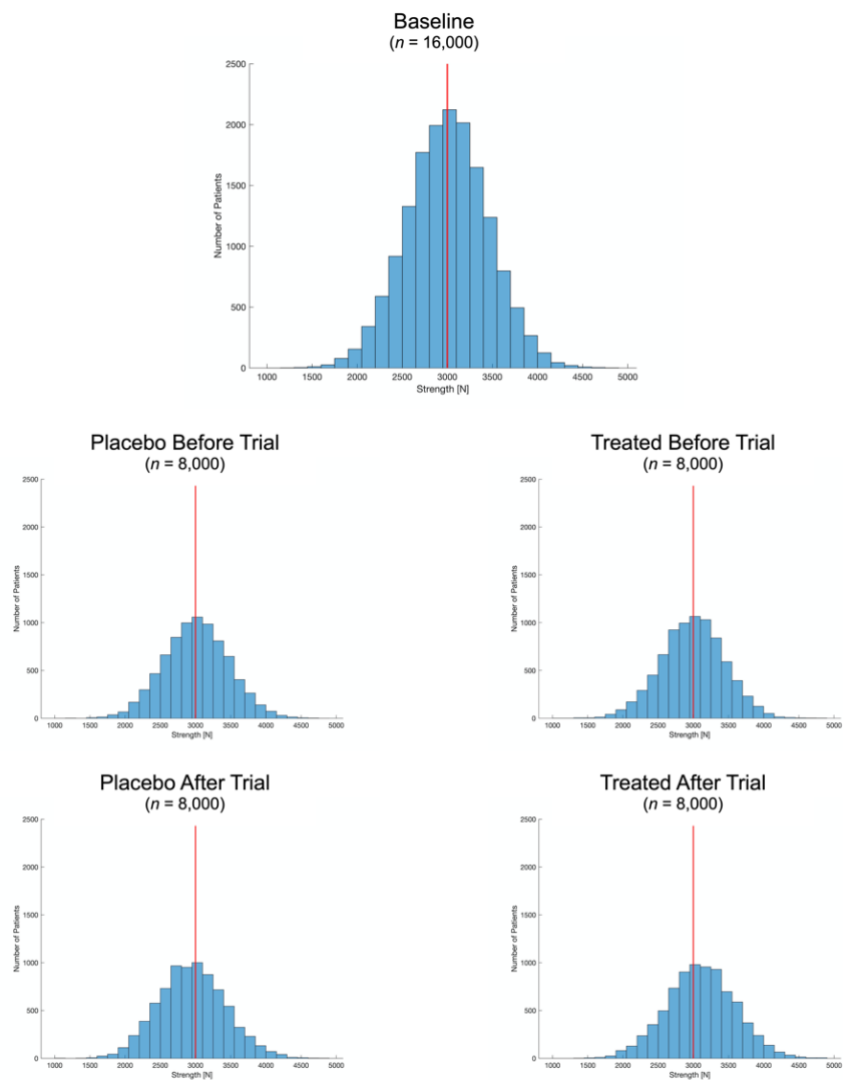 Baseline
(n = 16,000)
2500
2000
1500
1000
500
0
Number of Patients
1000 1500 2000 2500 3000 3500 4000 4500 5000
Strength [N]
Placebo Before Trial
(n = 8,000)
2500
2000
1500
1000
500
0
Number of Patients
1000 1500 2000 2500 3000 3500 4000 4500 5000
Strength [N]
Treated Before Trial
(n = 8,000)
2500
2000
1500
1000
500
0
Number of Patients
1000 1500 2000 2500 3000 3500 4000 4500 5000
Strength [N]
Placebo After Trial
(n = 8,000)
2500
2000
1500
1000
500
0
Number of Patients
1000 1500 2000 2500 3000 3500 4000 4500 5000
Strength [N]
Treated After Trial
(n = 8,000)
2500
2000
1500
1000
500
0
Number of Patients
1000 1500 2000 2500 3000 3500 4000 4500 5000
Strength [N]